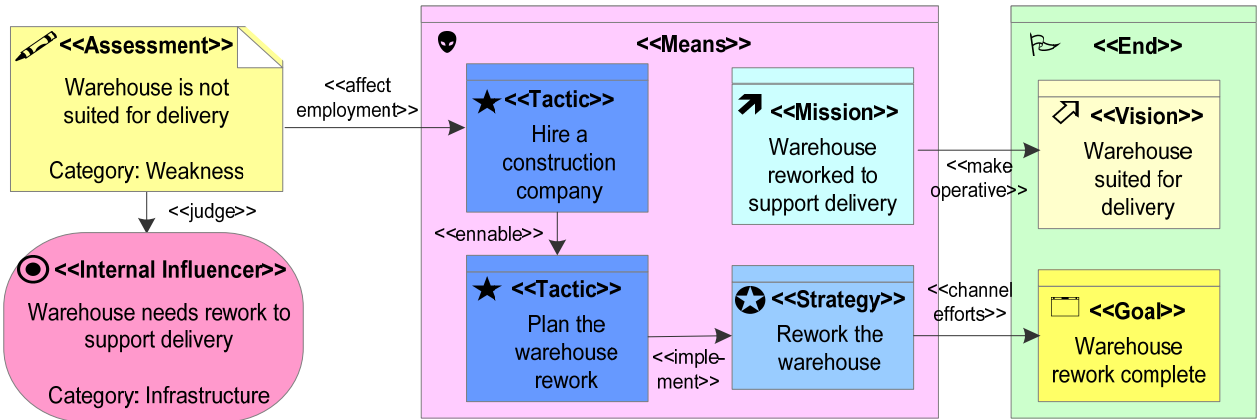 <<Assessment>>
Warehouse is not
suited for delivery
Category: Weakness
<<judge>>
<<Internal Influencer>>
Warehouse needs rework to
support delivery
Category: Infrastructure
<<affect
employment>>
<<Means>>
<<Tactic>>
Hire a
construction
company
<<ennable>>
<<Tactic>>
Plan the
warehouse
rework
<<imple-
ment>>
<<Mission>>
Warehouse
reworked to
support delivery
<<Strategy>>
Rework the
warehouse
<<make
operative>>
<<channel
efforts>>
<<End>>
<<Vision>>
Warehouse
suited for
delivery
<<Goal>>
Warehouse
rework complete